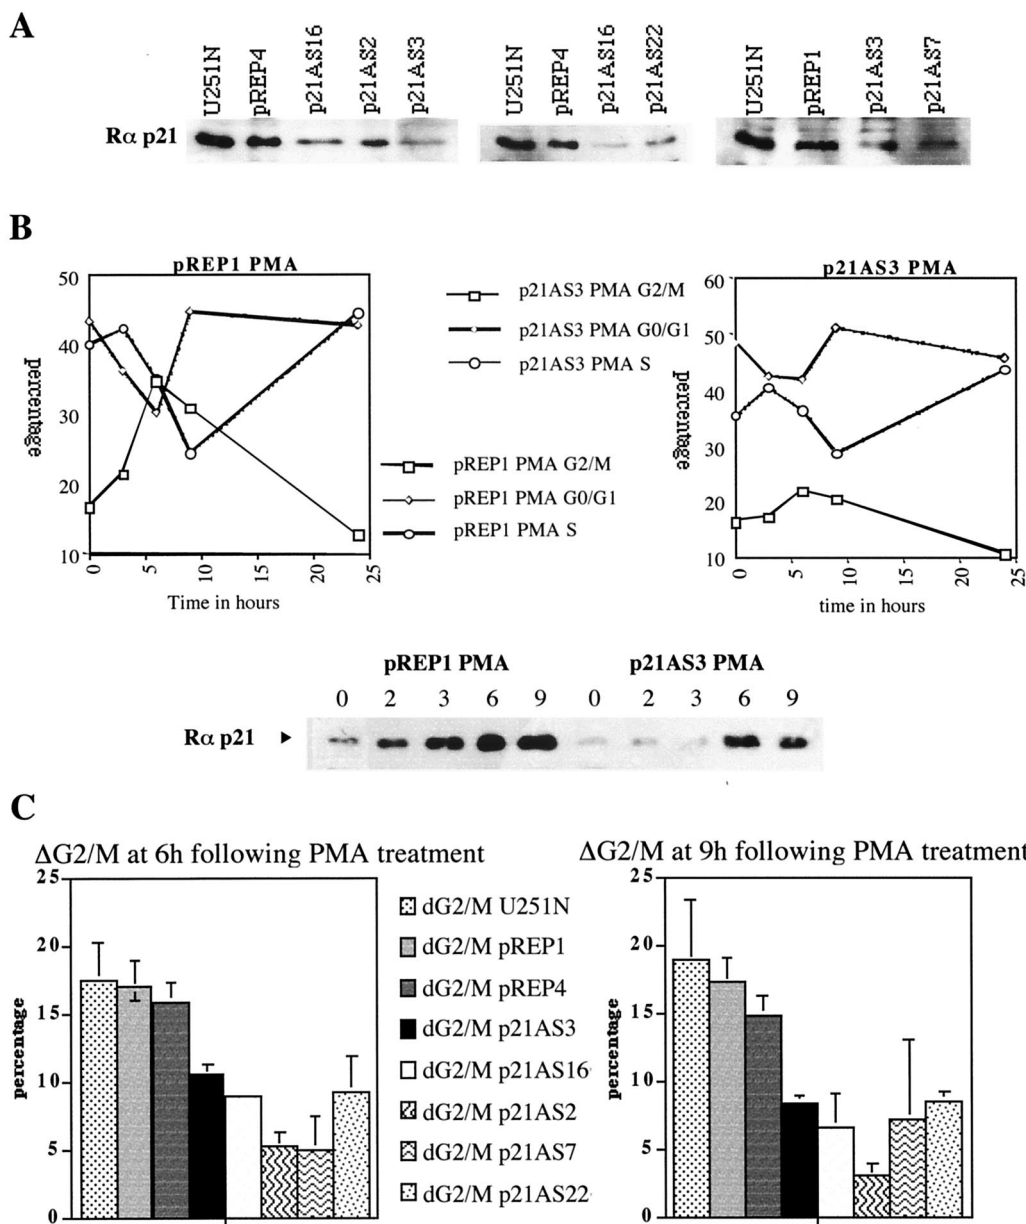 A
U251N
pREP4
p21AS16
p21AS2
p21AS3
U251N
pREP4
p21AS16
p21AS22
U251N
pREP1
p21AS3
p21AS7
Rα p21
B
pREP1 PMA
50
40
30
20
10
percentage
0
5
10
15
20
25
Time in hours
p21AS3 PMA G2/M
p21AS3 PMA G0/G1
p21AS3 PMA S
pREP1 PMA G2/M
pREP1 PMA G0/G1
pREP1 PMA S
p21AS3 PMA
60
50
40
30
20
10
percentage
0
5
10
15
20
25
time in hours
pREP1 PMA p21AS3 PMA
0 2 3 6 9 0 2 3 6 9
Rα p21
C
ΔG2/M at 6h following PMA treatment
25
20
15
10
5
0
percentage
dG2/M U251N
dG2/M pREP1
dG2/M pREP4
dG2/M p21AS3
dG2/M p21AS16
dG2/M p21AS2
dG2/M p21AS7
dG2/M p21AS22
ΔG2/M at 9h following PMA treatment
25
20
15
10
5
0
percentage